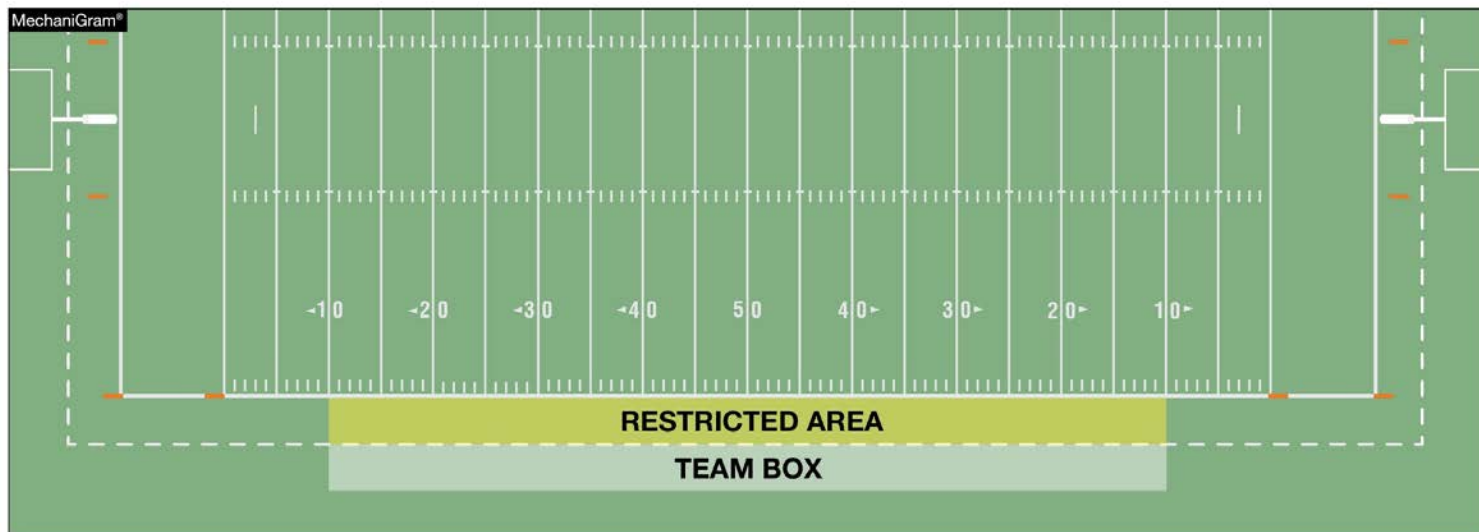 MechaniGram®
◄10 ◄20 ◄30 ◄40 50 40► 30► 20► 10►
RESTRICTED AREA
TEAM BOX